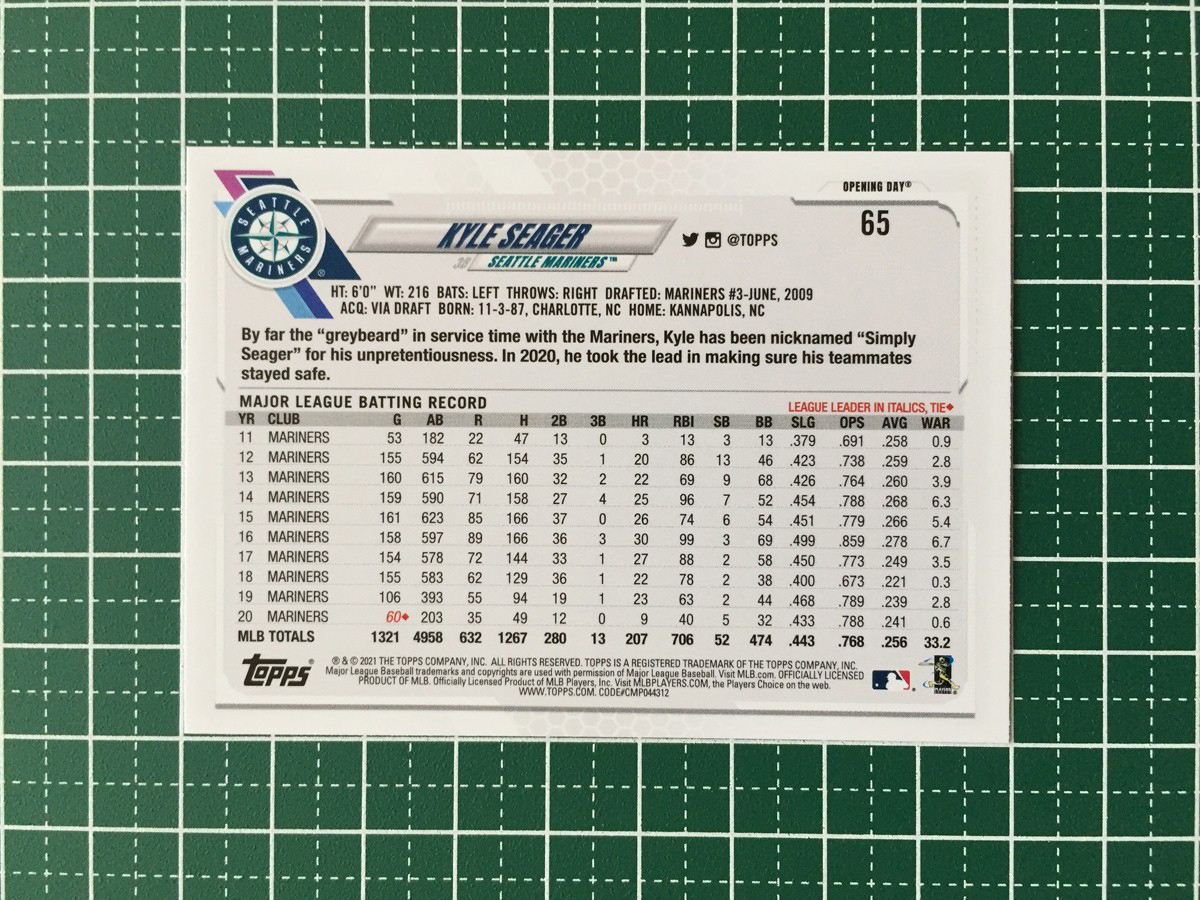 SEATTLE MARINERS ®
OPENING DAY®
65
KYLE SEAGER
@TOPPS
3B SEATTLE MARINERS™
HT: 6'0" WT: 216 BATS: LEFT THROWS: RIGHT DRAFTED: MARINERS #3-JUNE, 2009
ACQ: VIA DRAFT BORN: 11-3-87, CHARLOTTE, NC HOME: KANNAPOLIS, NC
By far the “greybeard” in service time with the Mariners, Kyle has been nicknamed “Simply
Seager” for his unpretentiousness. In 2020, he took the lead in making sure his teammates
stayed safe.
MAJOR LEAGUE BATTING RECORD LEAGUE LEADER IN ITALICS, TIE♦
YR CLUB G AB R H 2B 3B HR RBI SB BB SLG OPS AVG WAR
11 MARINERS 53 182 22 47 13 0 3 13 3 13 .379 .691 .258 0.9
12 MARINERS 155 594 62 154 35 1 20 86 13 46 .423 .738 .259 2.8
13 MARINERS 160 615 79 160 32 2 22 69 9 68 .426 .764 .260 3.9
14 MARINERS 159 590 71 158 27 4 25 96 7 52 .454 .788 .268 6.3
15 MARINERS 161 623 85 166 37 0 26 74 6 54 .451 .779 .266 5.4
16 MARINERS 158 597 89 166 36 3 30 99 3 69 .499 .859 .278 6.7
17 MARINERS 154 578 72 144 33 1 27 88 2 58 .450 .773 .249 3.5
18 MARINERS 155 583 62 129 36 1 22 78 2 38 .400 .673 .221 0.3
19 MARINERS 106 393 55 94 19 1 23 63 2 44 .468 .789 .239 2.8
20 MARINERS 60♦ 203 35 49 12 0 9 40 5 32 .433 .788 .241 0.6
MLB TOTALS 1321 4958 632 1267 280 13 207 706 52 474 .443 .768 .256 33.2
topps®
® & © 2021 THE TOPPS COMPANY, INC. ALL RIGHTS RESERVED. TOPPS IS A REGISTERED TRADEMARK OF THE TOPPS COMPANY, INC.
Major League Baseball trademarks and copyrights are used with permission of Major League Baseball. Visit MLB.com. OFFICIALLY LICENSED
PRODUCT OF MLB. Officially Licensed Product of MLB Players, Inc. Visit MLBPLAYERS.COM, the Players Choice on the web.
WWW.TOPPS.COM. CODE#CMP044312